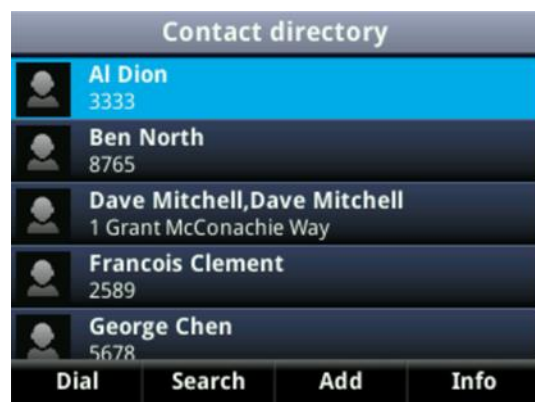 Contact directory
Al Dion
3333
Ben North
8765
Dave Mitchell,Dave Mitchell
1 Grant McConachie Way
Francois Clement
2589
George Chen
5678
Dial Search Add Info